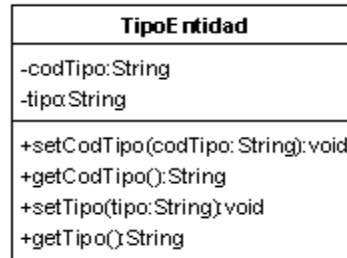 TipoEntidad
-codTipo:String
-tipo:String
+setCodTipo(codTipo:String):void
+getCodTipo():String
+setTipo(tipo:String):void
+getTipo():String